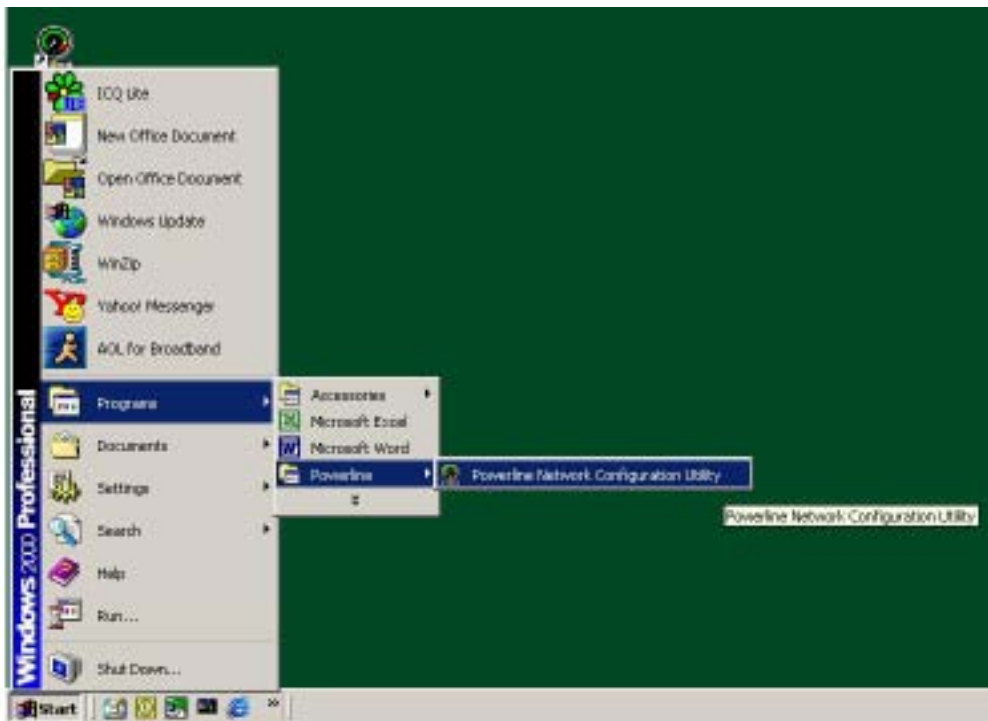 ICQ Lite
New Office Document
Open Office Document
Windows Update
WinZip
Yahoo! Messenger
AOL for Broadband
Programs
Documents
Settings
Search
Help
Run...
Shut Down...
Windows 2000 Professional
Accessories
Microsoft Excel
Microsoft Word
Powerline
Powerline Network Configuration Utility
Powerline Network Configuration Utility
Start